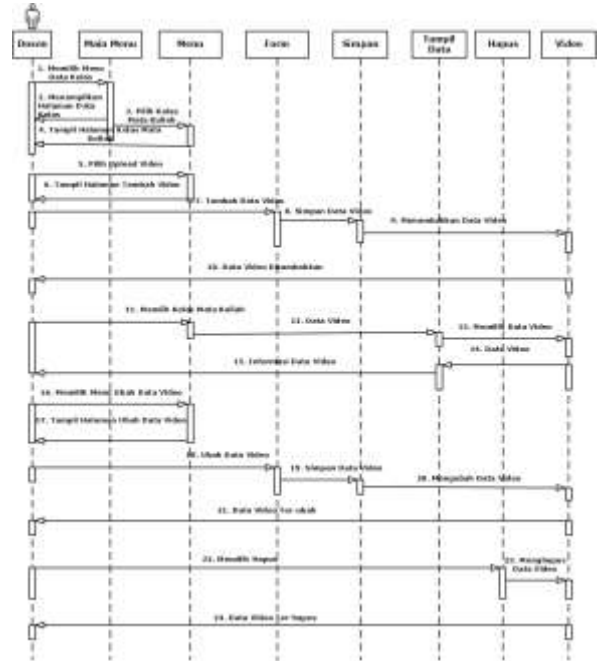 Dosen
Main Menu
Menu
Form
Simpan
Tampil
Data
Hapus
Video
1. Memilih Menu
Data Kelas
2. Menampilkan
Halaman Data
Kelas
3. Pilih Kelas
Mata Kuliah
4. Tampil Halaman Kelas Mata
Kuliah
5. Pilih Upload Video
6. Tampil Halaman Tambah Video
7. Tambah Data Video
8. Simpan Data Video
9. Menambahkan Data Video
10. Data Video Ditambahkan
11. Memilih Kelas Mata Kuliah
12. Data Video
13. Memilih Data Video
14. Data Video
15. Informasi Data Video
16. Memilih Menu Ubah Data Video
17. Tampil Halaman Ubah Data Video
18. Ubah Data Video
19. Simpan Data Video
20. Mengubah Data Video
21. Data Video Ter-ubah
22. Memilih Hapus
23. Menghapus
Data Video
24. Data Video Ter-hapus